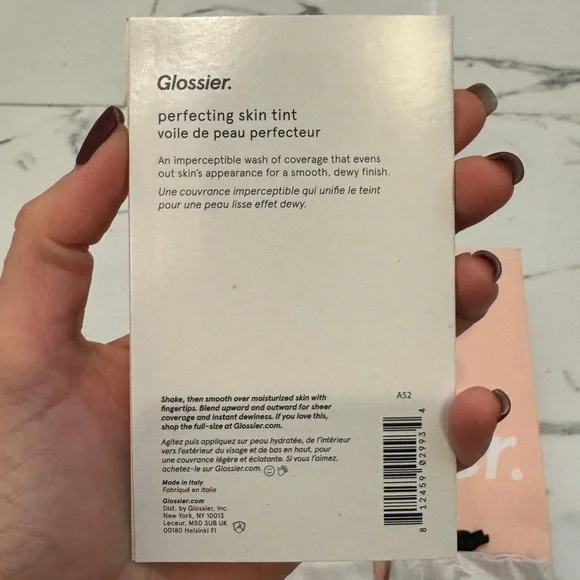 Glossier.
perfecting skin tint
voile de peau perfecteur
An imperceptible wash of coverage that evens
out skin's appearance for a smooth, dewy finish.
Une couvrance imperceptible qui unifie le teint
pour une peau lisse effet dewy.
Shake, then smooth over moisturized skin with
fingertips. Blend upward and outward for sheer
coverage and instant dewiness. If you love this,
shop the full-size at Glossier.com.
Agitez puis appliquez sur peau hydratée, de l'intérieur
vers l'extérieur du visage et de bas en haut, pour
une couvrance légère et éclatante. Si vous l'aimez,
achetez-le sur Glossier.com.
Made in Italy
Fabriqué en Italie
Glossier.com
Dist. by Glossier, Inc.
New York, NY 10013
Leceur, M50 3UB UK
00180 Helsinki FI
A52
8 12459 02993 4
er.